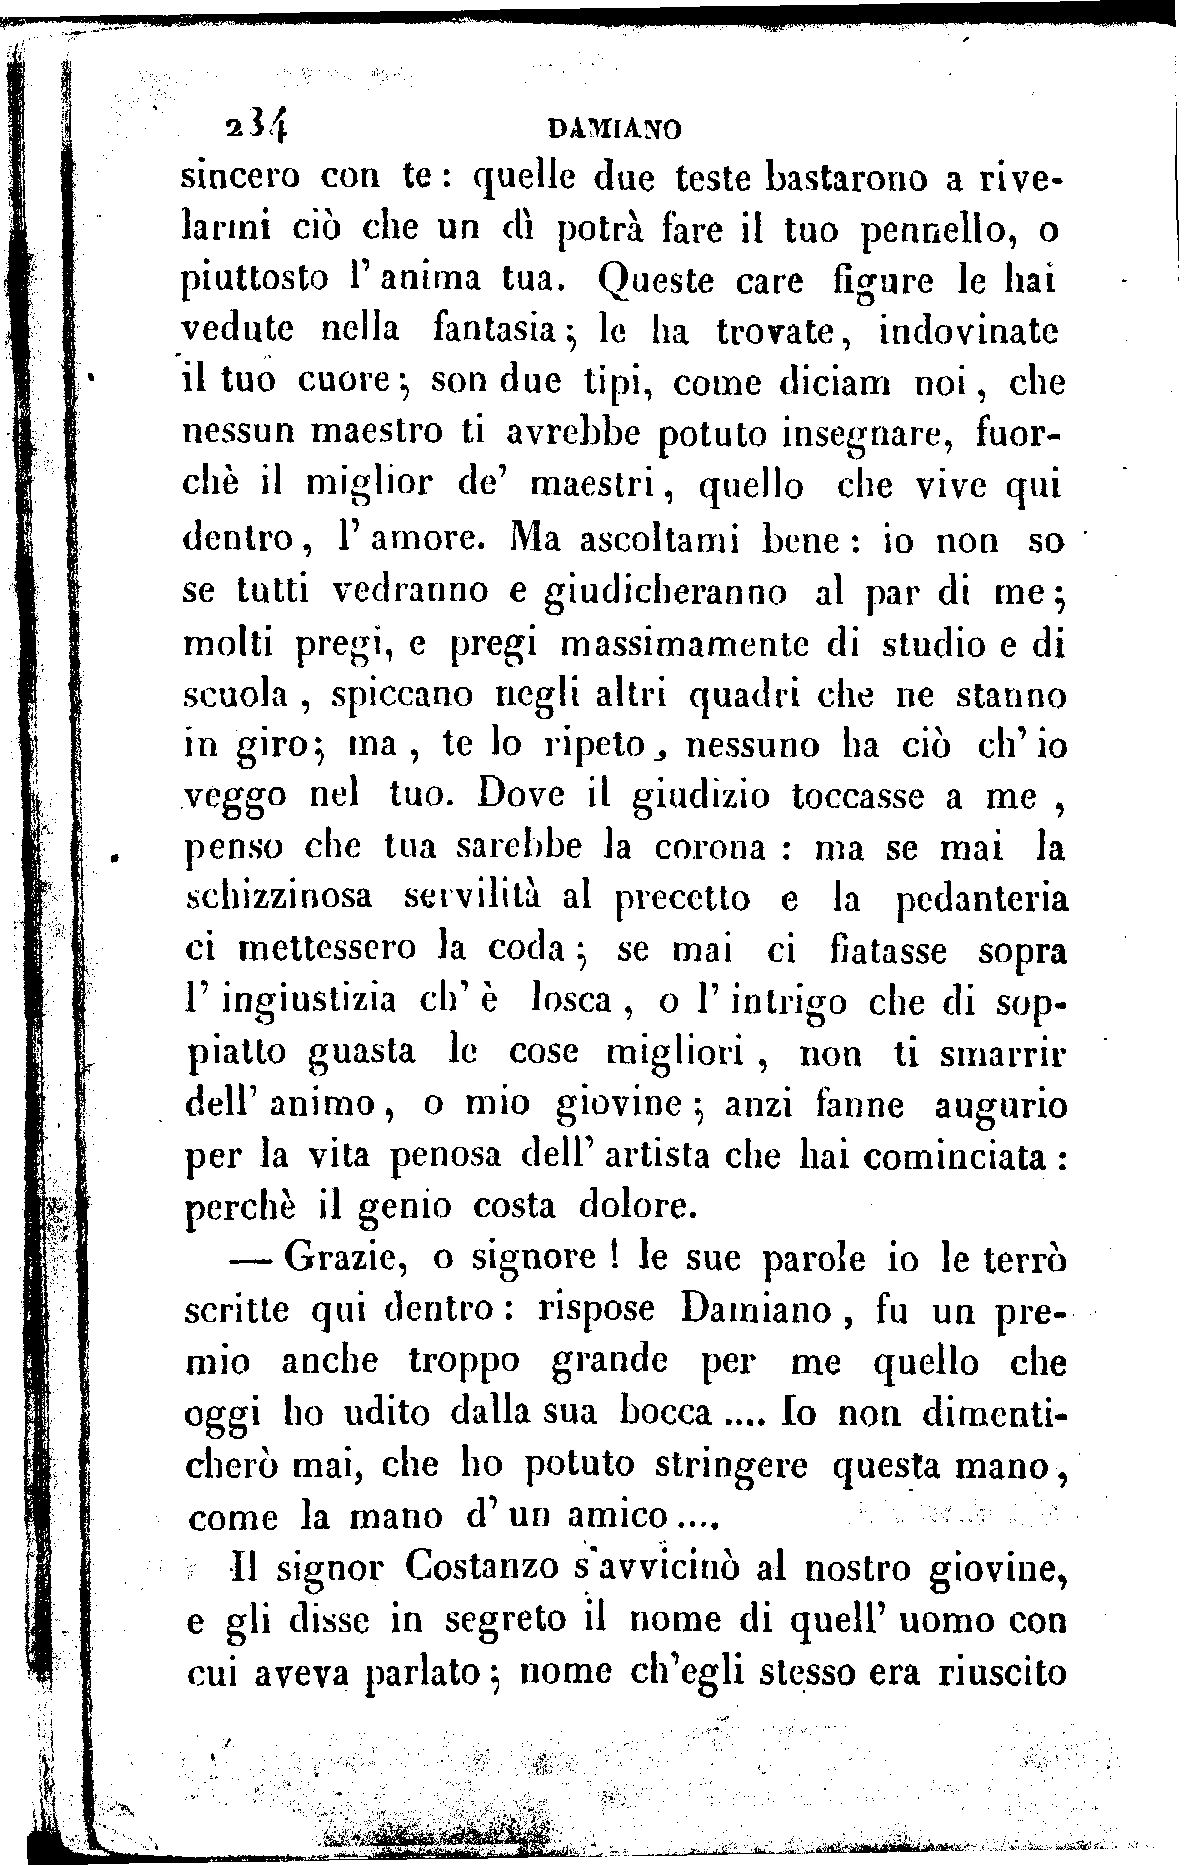 234 DAMIANO
sincero con te : quelle due teste bastarono a rive-
larmi ciò che un dì potrà fare il tuo pennello, o
piuttosto l' anima tua. Queste care figure le hai
vedute nella fantasia ; le ha trovate, indovinate
il tuo cuore ; son due tipi, come diciam noi, che
nessun maestro ti avrebbe potuto insegnare, fuor-
chè il miglior de' maestri, quello che vive qui
dentro, l' amore. Ma ascoltami bene : io non so
se tutti vedranno e giudicheranno al par di me ;
molti pregi, e pregi massimamente di studio e di
scuola , spiccano negli altri quadri che ne stanno
in giro ; ma , te lo ripeto , nessuno ha ciò ch' io
veggo nel tuo. Dove il giudizio toccasse a me ,
penso che tua sarebbe la corona : ma se mai la
schizzinosa servilità al precetto e la pedanteria
ci mettessero la coda ; se mai ci fiatasse sopra
l' ingiustizia ch' è losca , o l' intrigo che di sop-
piatto guasta le cose migliori , non ti smarrir
dell' animo, o mio giovine ; anzi fanne augurio
per la vita penosa dell' artista che hai cominciata :
perchè il genio costa dolore.
— Grazie, o signore ! le sue parole io le terrò
scritte qui dentro : rispose Damiano , fu un pre-
mio anche troppo grande per me quello che
oggi ho udito dalla sua bocca .... Io non dimenti-
cherò mai, che ho potuto stringere questa mano,
come la mano d' un amico ....
Il signor Costanzo s'avvicinò al nostro giovine,
e gli disse in segreto il nome di quell' uomo con
cui aveva parlato ; nome ch'egli stesso era riuscito